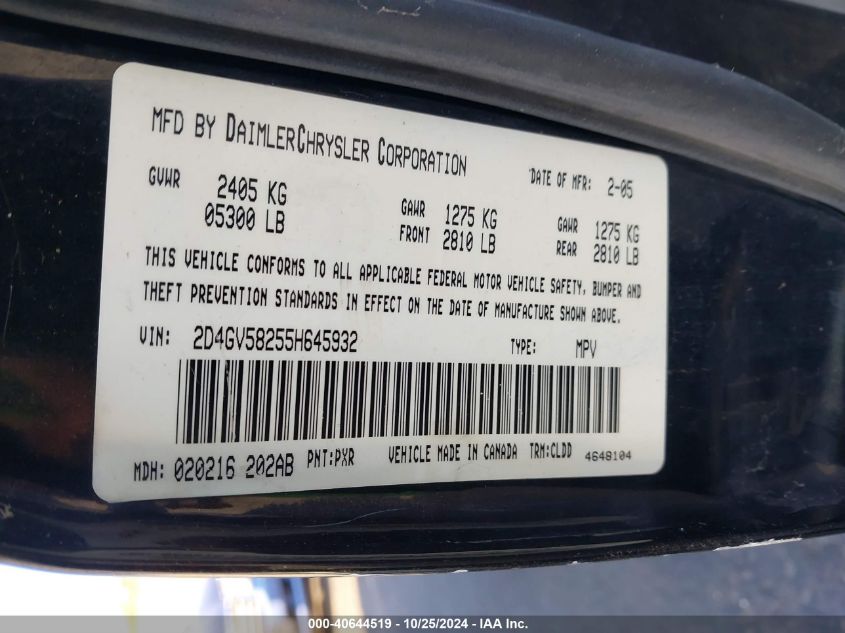 MFD BY DAIMLERCHRYSLER CORPORATION
DATE OF MFR: 2-05
GVWR 2405 KG 05300 LB
GAWR FRONT 1275 KG 2810 LB
GAWR REAR 1275 KG 2810 LB
THIS VEHICLE CONFORMS TO ALL APPLICABLE FEDERAL MOTOR VEHICLE SAFETY, BUMPER AND
THEFT PREVENTION STANDARDS IN EFFECT ON THE DATE OF MANUFACTURE SHOWN ABOVE.
VIN: 2D4GV58255H645932 TYPE: MPV
MDH: 020216 202AB PNT:PXR VEHICLE MADE IN CANADA TRM:CLDD 4648104
000-40644519 - 10/25/2024 - IAA Inc.